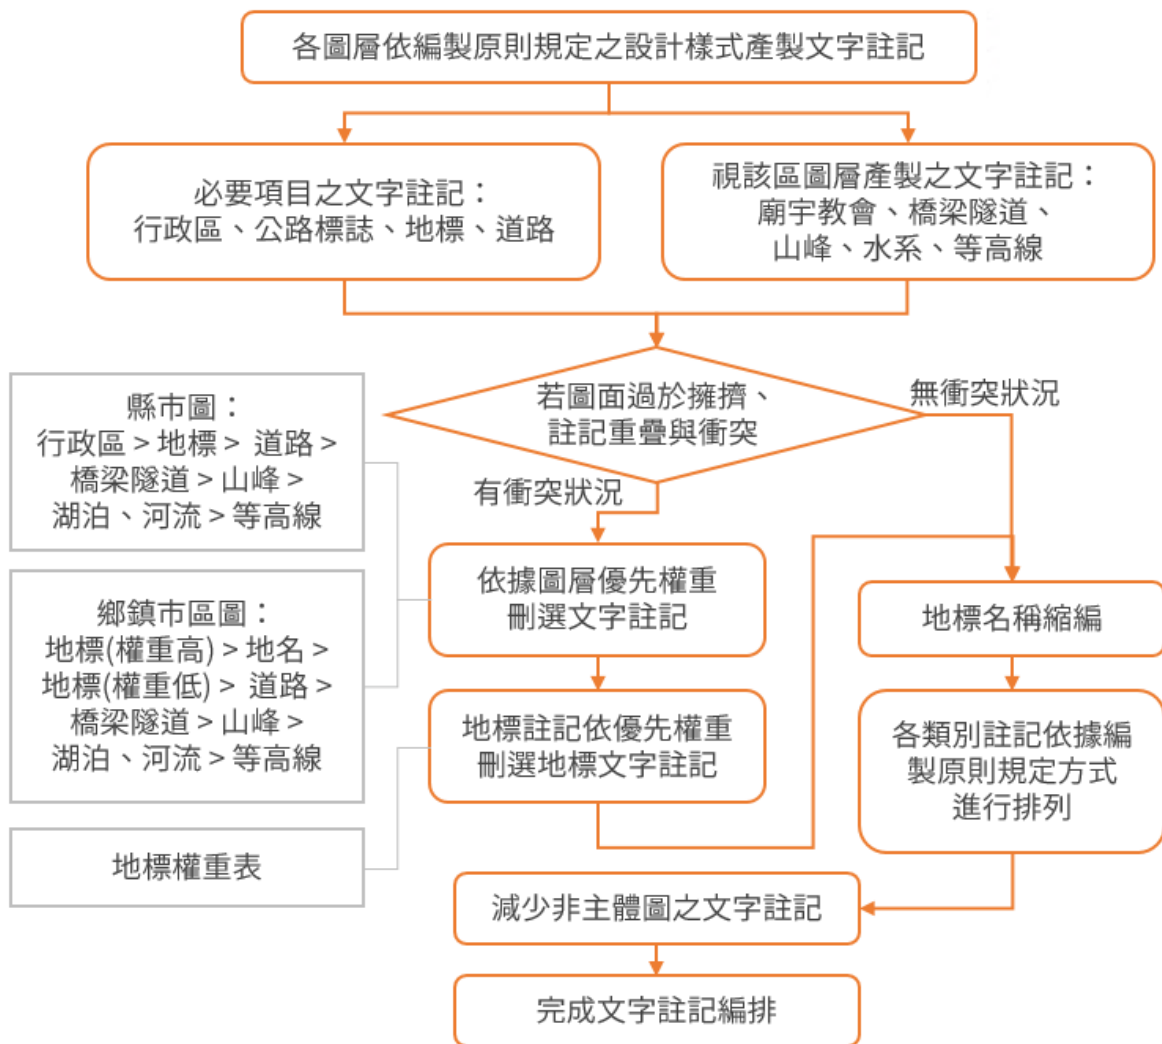 各圖層依編製原則規定之設計樣式產製文字註記
必要項目之文字註記：
行政區、公路標誌、地標、道路
視該區圖層產製之文字註記：
廟宇教會、橋梁隧道、
山峰、水系、等高線
若圖面過於擁擠、
註記重疊與衝突
無衝突狀況
有衝突狀況
縣市圖：
行政區 > 地標 > 道路 >
橋梁隧道 > 山峰 >
湖泊、河流 > 等高線
鄉鎮市區圖：
地標(權重高) > 地名 >
地標(權重低) > 道路 >
橋梁隧道 > 山峰 >
湖泊、河流 > 等高線
地標權重表
依據圖層優先權重
刪選文字註記
地標註記依優先權重
刪選地標文字註記
地標名稱縮編
各類別註記依據編
製原則規定方式
進行排列
減少非主體圖之文字註記
完成文字註記編排